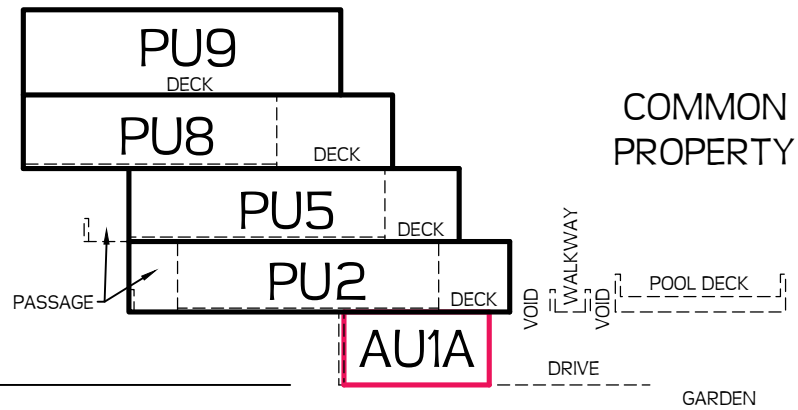 PU9
DECK
PU8
DECK
COMMON
PROPERTY
PU5
DECK
PASSAGE
PU2
DECK
VOID
WALKWAY
VOID
POOL DECK
AU1A
DRIVE
GARDEN